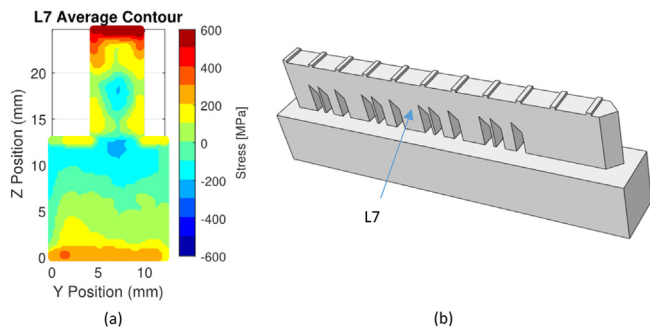 L7 Average Contour
600
400
200
0
-200
-400
-600
Stress [MPa]
20
15
10
5
0
Z Position (mm)
0
5
10
Y Position (mm)
L7
(a)
(b)